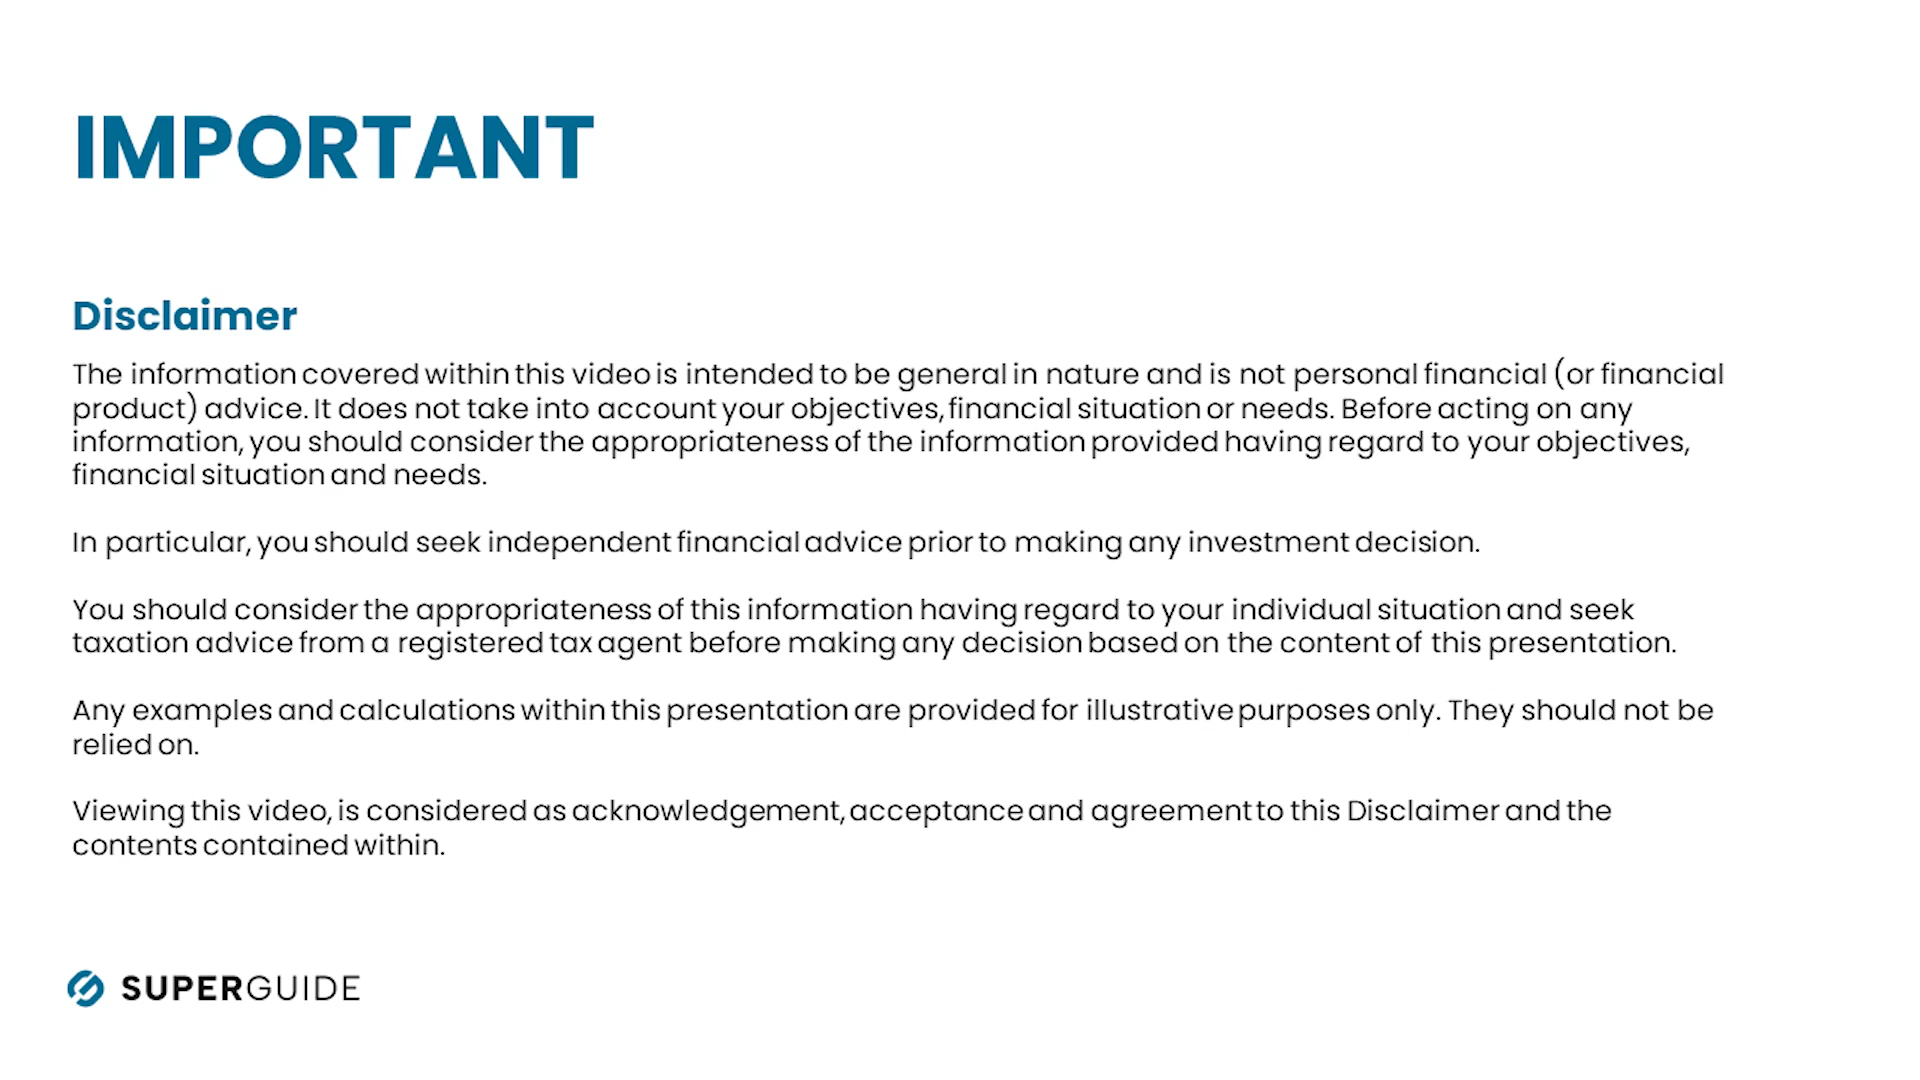 IMPORTANT
Disclaimer
The information covered within this video is intended to be general in nature and is not personal financial (or financial
product) advice. It does not take into account your objectives, financial situation or needs. Before acting on any
information, you should consider the appropriateness of the information provided having regard to your objectives,
financial situation and needs.
In particular, you should seek independent financial advice prior to making any investment decision.
You should consider the appropriateness of this information having regard to your individual situation and seek
taxation advice from a registered tax agent before making any decision based on the content of this presentation.
Any examples and calculations within this presentation are provided for illustrative purposes only. They should not be
relied on.
Viewing this video, is considered as acknowledgement, acceptance and agreement to this Disclaimer and the
contents contained within.
SUPERGUIDE